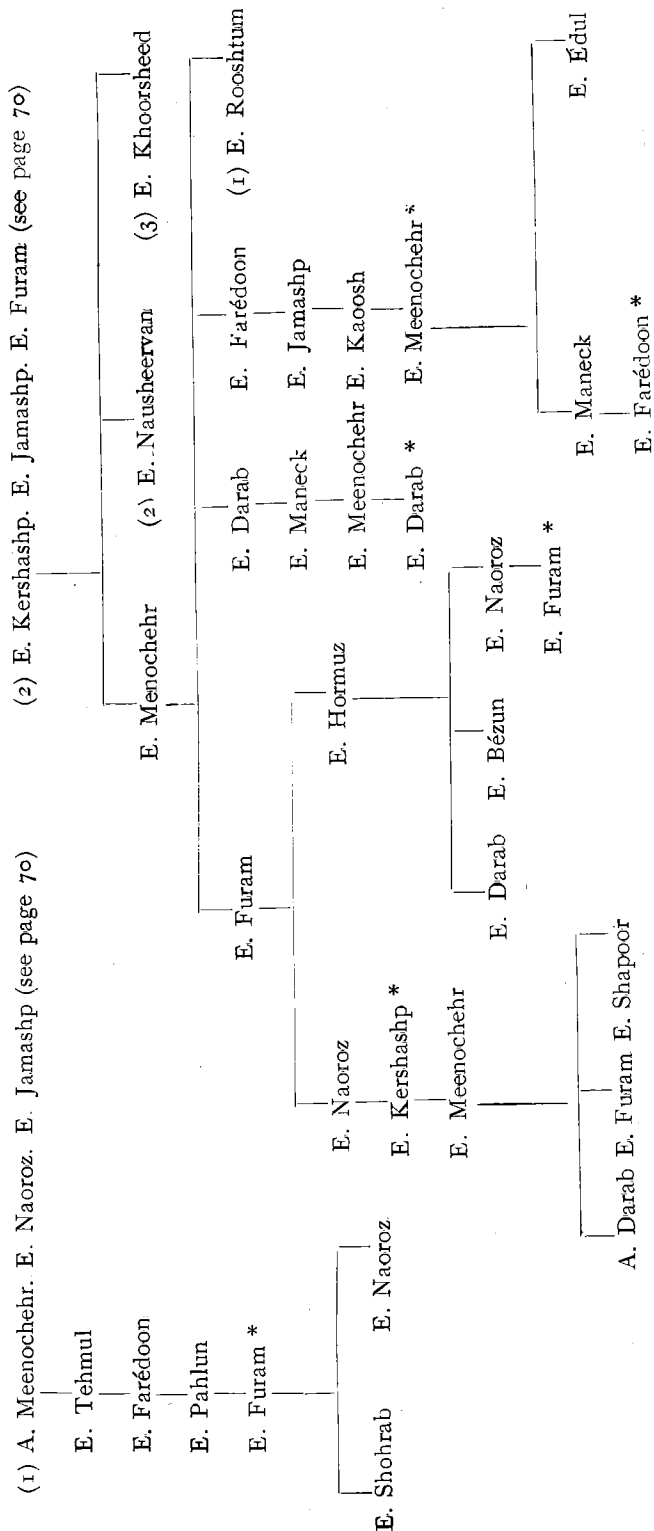 (1) A. Meenochehr. E. Naoroz. E. Jamashp (see page 70)
E. Tehmul
E. Farédoon
E. Pahlun
E. Furam *
E. Shohrab
E. Naoroz
(2) E. Kershashp. E. Jamashp. E. Furam (see page 70)
E. Menochehr
(2) E. Nausheervan
(3) E. Khoorsheed
E. Furam
E. Darab
E. Farédoon
(1) E. Rooshtum
E. Maneck
E. Jamashp
E. Meenochehr
E. Kaoosh
E. Darab *
E. Meenochehr *
E. Naoroz
E. Hormuz
E. Kershashp *
E. Meenochehr
E. Darab
E. Bézun
E. Naoroz
E. Furam *
E. Maneck
E. Édul
E. Farédoon *
A. Darab E. Furam E. Shapoor